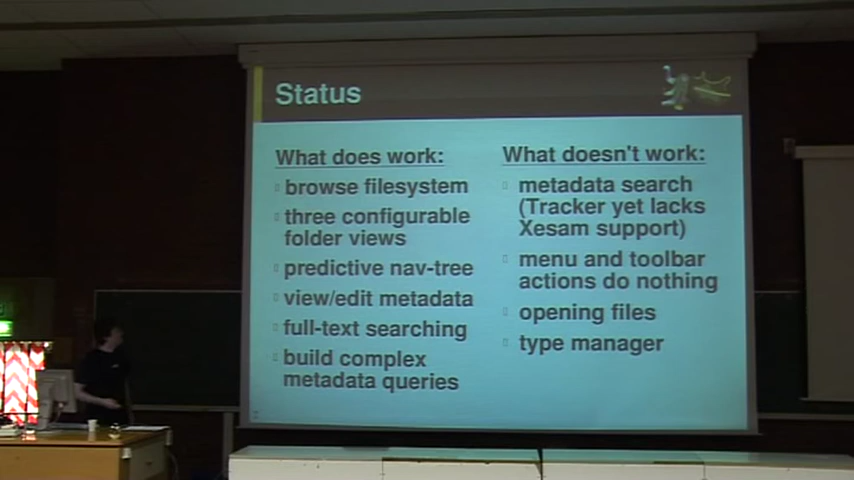 Status
What does work:
browse filesystem
three configurable
folder views
predictive nav-tree
view/edit metadata
full-text searching
build complex
metadata queries
What doesn't work:
metadata search
(Tracker yet lacks
Xesam support)
menu and toolbar
actions do nothing
opening files
type manager